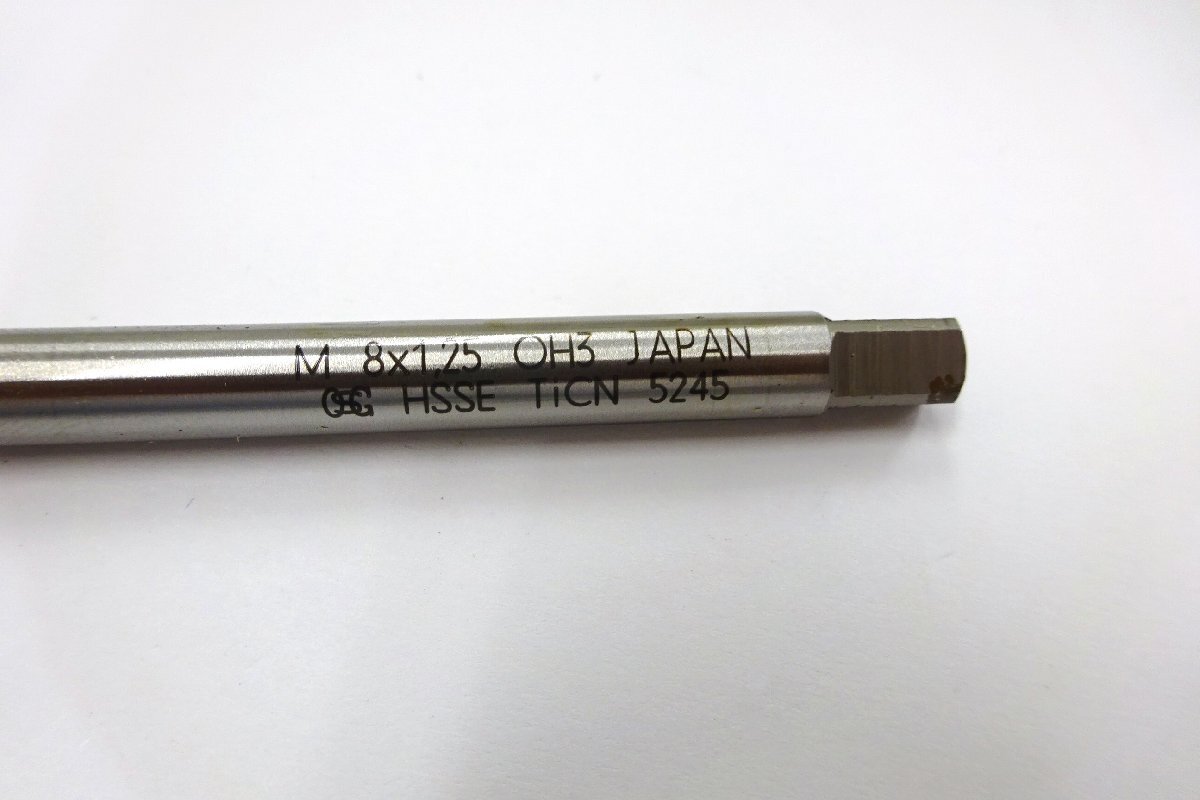 M 8x1,25 OH3 JAPAN
OSG HSSE TiCN 5245